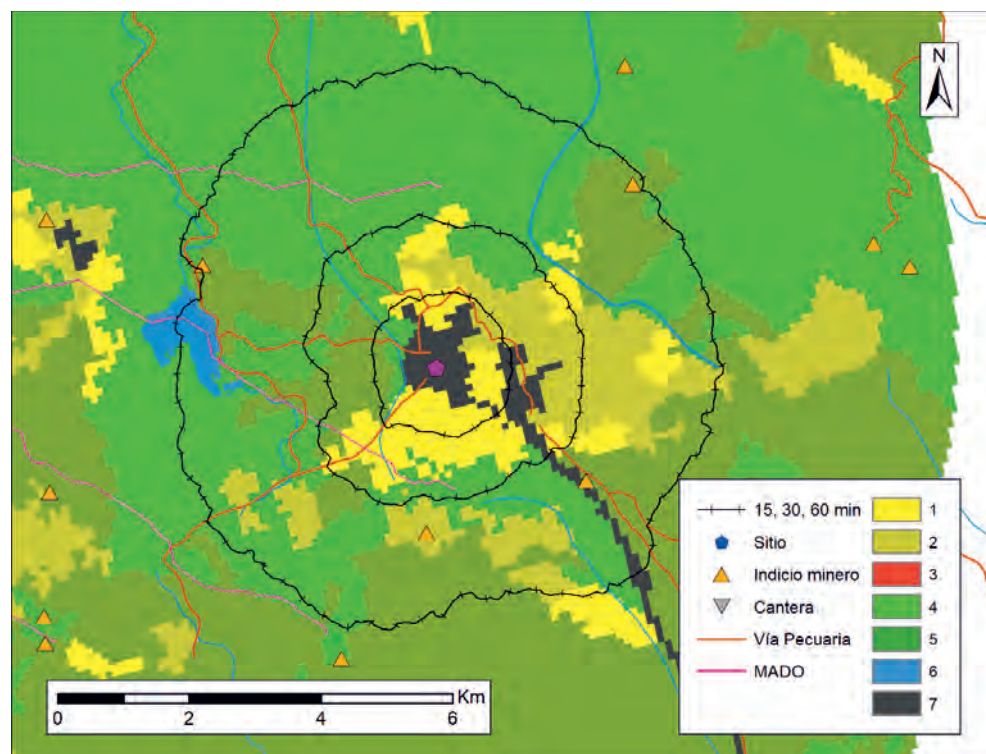 N
15, 30, 60 min
Sitio
Indicio minero
Cantera
Vía Pecuaria
MADO
1
2
3
4
5
6
7
Km
0 2 4 6